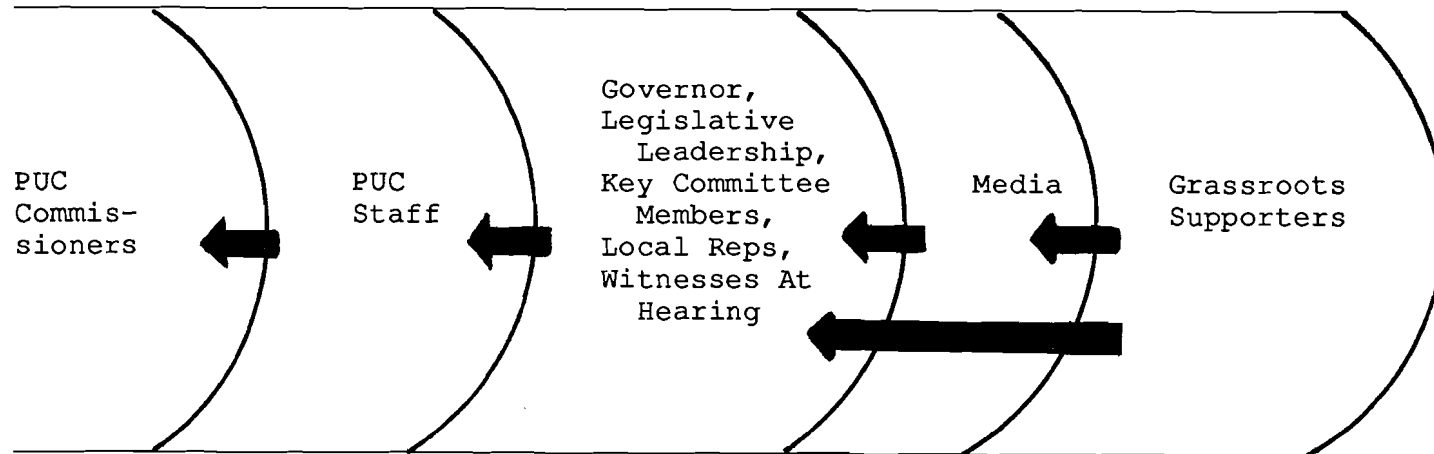 PUC
Commis-
sioners
PUC
Staff
Governor,
Legislative
Leadership,
Key Committee
Members,
Local Reps,
Witnesses At
Hearing
Media
Grassroots
Supporters